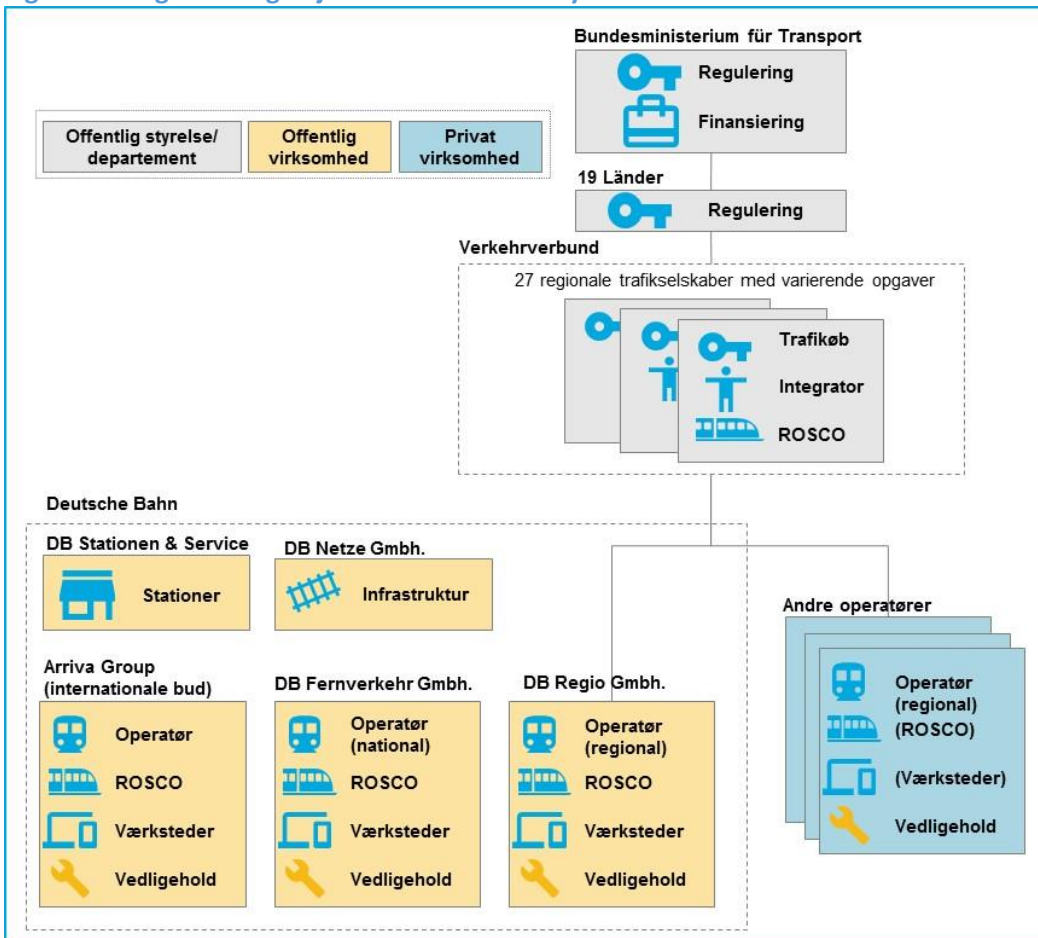 Bundesministerium für Transport
Regulering
Finansiering
Offentlig styrelse/
departement
Offentlig
virksomhed
Privat
virksomhed
19 Länder
Regulering
Verkehrverbund
27 regionale trafikselskaber med varierende opgaver
Trafikøb
Integrator
ROSCO
Deutsche Bahn
DB Stationen & Service
Stationer
DB Netze Gmbh.
Infrastruktur
Arriva Group
(internationale bud)
Operatør
ROSCO
Værksteder
Vedligehold
DB Fernverkehr Gmbh.
Operatør
(national)
ROSCO
Værksteder
Vedligehold
DB Regio Gmbh.
Operatør
(regional)
ROSCO
Værksteder
Vedligehold
Andre operatører
Operatør
(regional)
(ROSCO)
(Værksteder)
Vedligehold